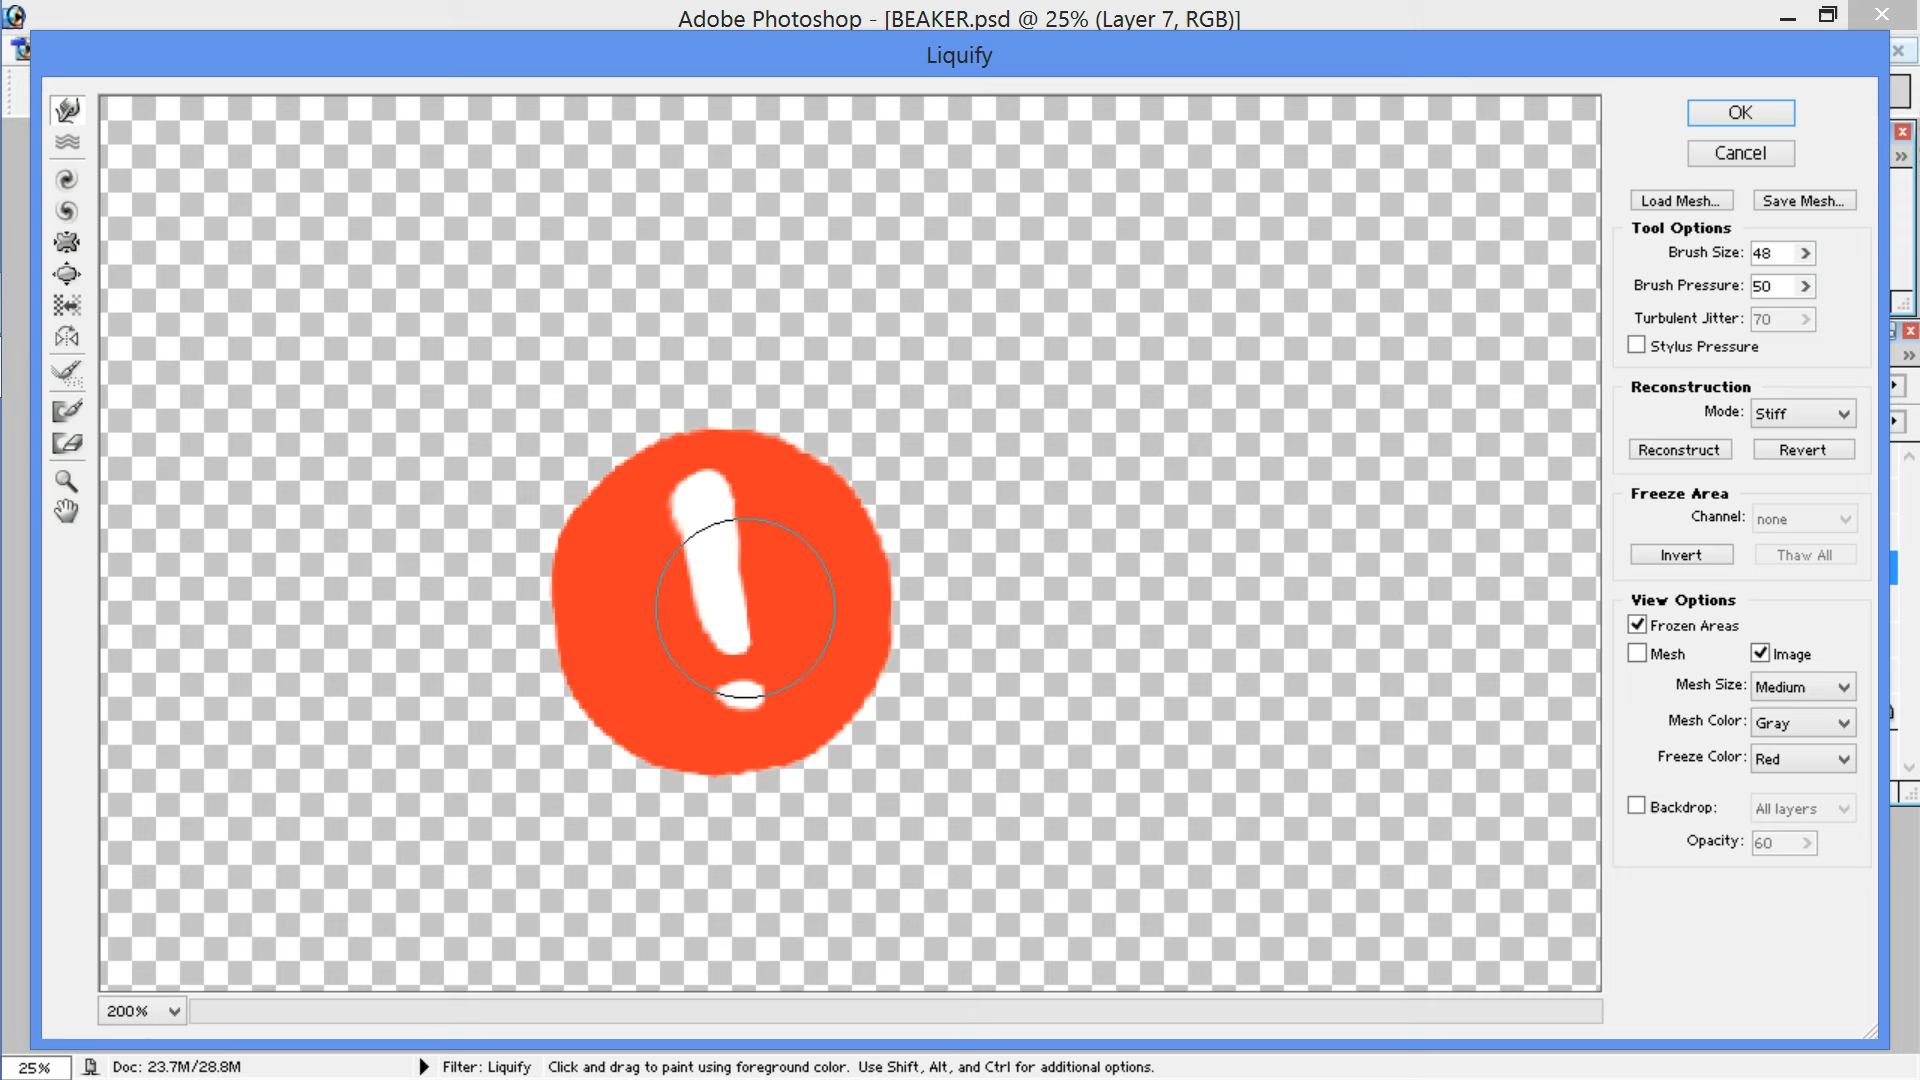 Adobe Photoshop - [BEAKER.psd @ 25% (Layer 7, RGB)]
Liquify
OK
Cancel
Load Mesh... Save Mesh...
Tool Options
Brush Size: 48
Brush Pressure: 50
Turbulent Jitter: 70
Stylus Pressure
Reconstruction
Mode: Stiff
Reconstruct Revert
Freeze Area
Channel: none
Invert Thaw All
View Options
Frozen Areas
Mesh Image
Mesh Size: Medium
Mesh Color: Gray
Freeze Color: Red
Backdrop: All layers
Opacity: 60
200%
25% Doc: 23.7M/28.8M Filter: Liquify Click and drag to paint using foreground color. Use Shift, Alt, and Ctrl for additional options.